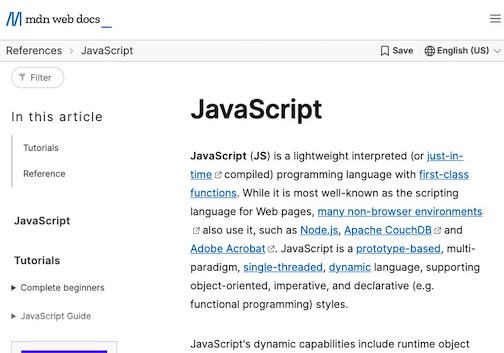 mdn web docs_
References > JavaScript
Save
English (US)
Filter
In this article
Tutorials
Reference
JavaScript
Tutorials
Complete beginners
JavaScript Guide
JavaScript
JavaScript (JS) is a lightweight interpreted (or just-in-
time compiled) programming language with
first-class
functions. While it is most well-known as the scripting
language for Web pages, many non-browser environments
also use it, such as Node.js, Apache CouchDB and
Adobe Acrobat. JavaScript is a prototype-based, multi-
paradigm, single-threaded, dynamic language, supporting
object-oriented, imperative, and declarative (e.g.
functional programming) styles.
JavaScript's dynamic capabilities include runtime object